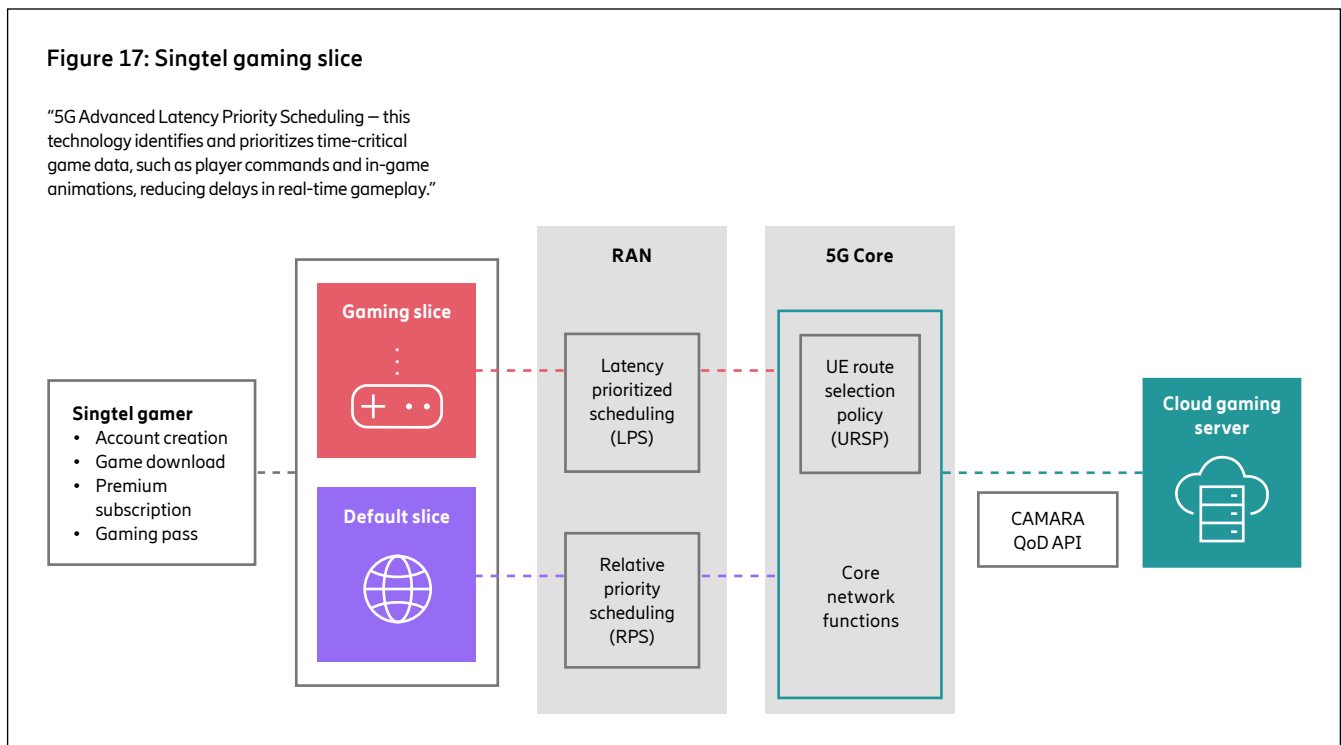 Figure 17: Singtel gaming slice
“5G Advanced Latency Priority Scheduling — this
technology identifies and prioritizes time-critical
game data, such as player commands and in-game
animations, reducing delays in real-time gameplay.”
Singtel gamer
• Account creation
• Game download
• Premium
subscription
• Gaming pass
Gaming slice
Default slice
RAN
Latency
prioritized
scheduling
(LPS)
Relative
priority
scheduling
(RPS)
5G Core
UE route
selection
policy
(URSP)
Core
network
functions
CAMARA
QoD API
Cloud gaming
server